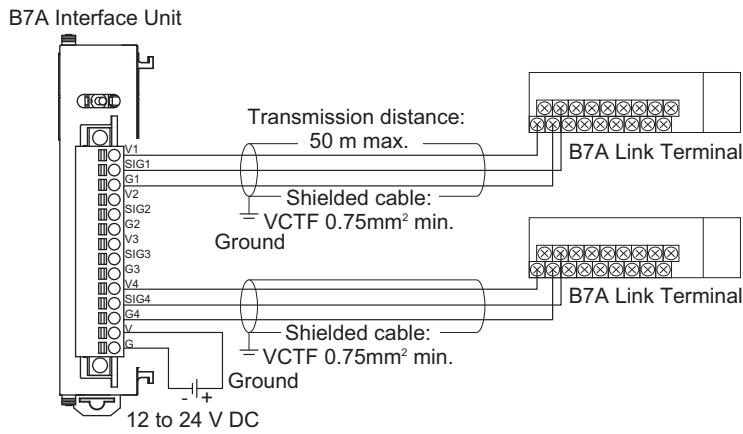 B7A Interface Unit
Transmission distance:
50 m max.
V1
SIG1
G1
V2
SIG2
G2
V3
SIG3
G3
V4
SIG4
G4
V
G
B7A Link Terminal
Shielded cable:
VCTF 0.75mm² min.
Ground
B7A Link Terminal
Shielded cable:
VCTF 0.75mm² min.
Ground
- +
12 to 24 V DC